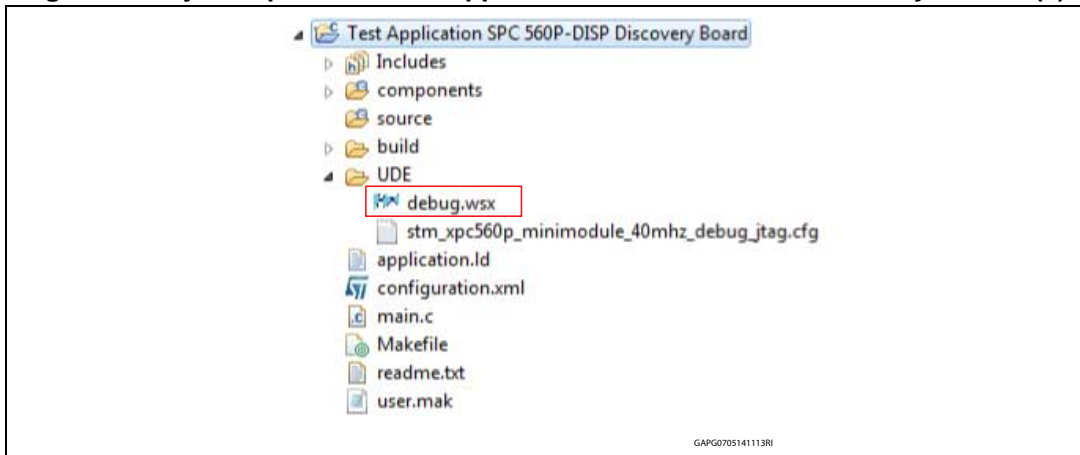 Test Application SPC 560P-DISP Discovery Board
Includes
components
source
build
UDE
debug.wsx
stm_xpc560p_minimodule_40mhz_debug_jtag.cfg
application.ld
configuration.xml
main.c
Makefile
readme.txt
user.mak
GAPG0705141113RI